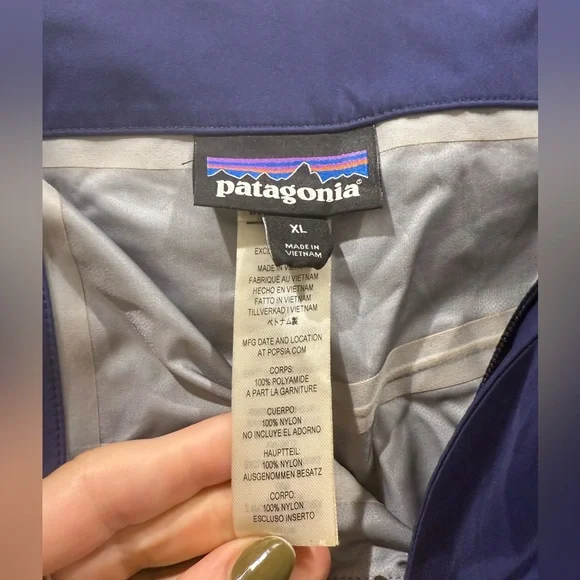 patagonia®
XL
MADE IN
VIETNAM
MADE IN
FABRIQUÉ AU VIETNAM
HECHO EN VIETNAM
FATTO IN VIETNAM
TILLVERKAD I VIETNAM
ベトナム製
MFG DATE AND LOCATION
AT PCPSIA.COM
CORPS:
100% POLYAMIDE
A PART LA GARNITURE
CUERPO:
100% NYLON
NO INCLUYE EL ADORNO
HAUPTTEIL:
100% NYLON
AUSGENOMMEN BESATZ
CORPO:
100% NYLON
ESCLUSO INSERTO